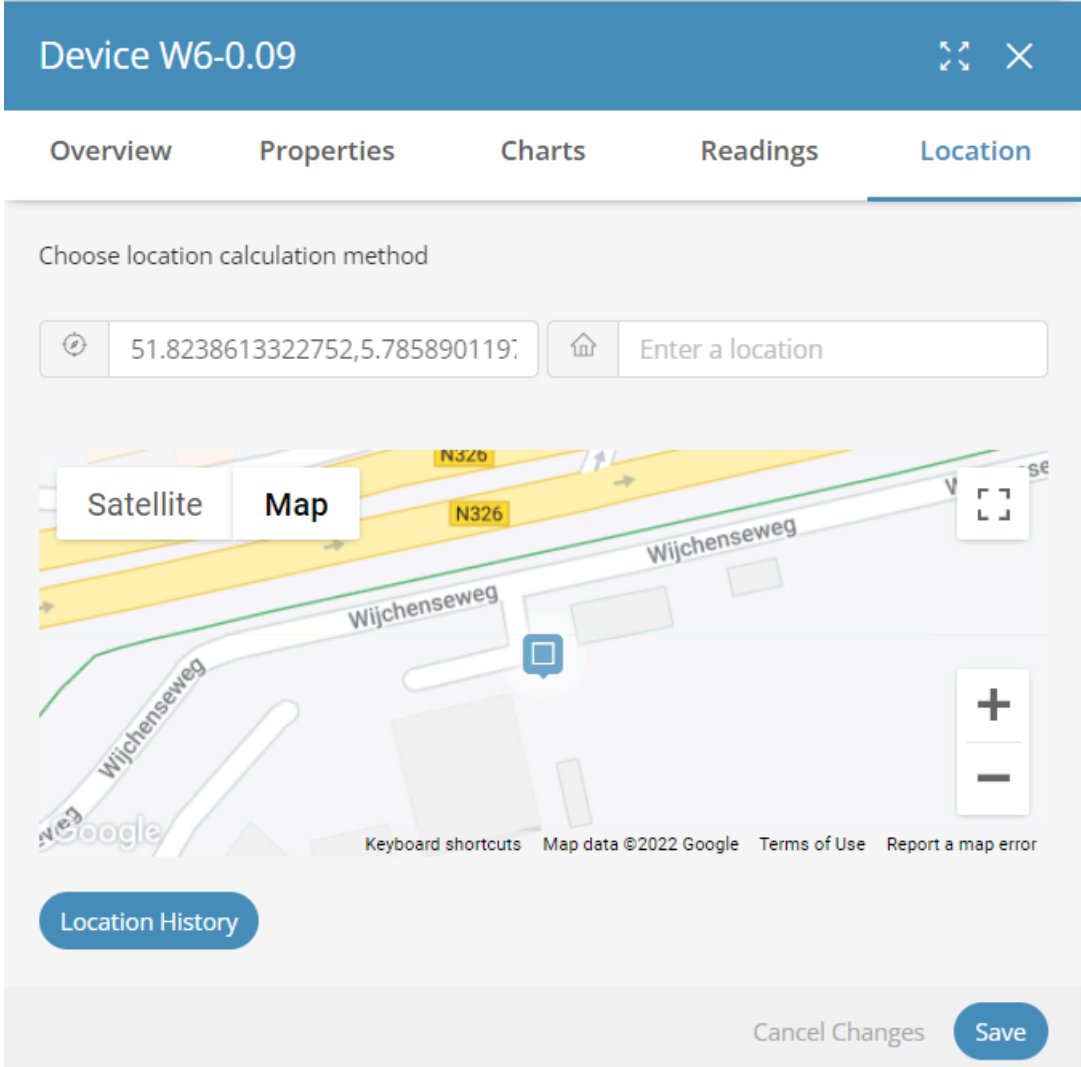 Device W6-0.09
Overview Properties Charts Readings Location
Choose location calculation method
51.8238613322752,5.7858901197 Enter a location
N326
Satellite Map
N326
Wijchenseweg
Wijchenseweg
Wijchenseweg
Google
Keyboard shortcuts Map data ©2022 Google Terms of Use Report a map error
Location History
Cancel Changes Save